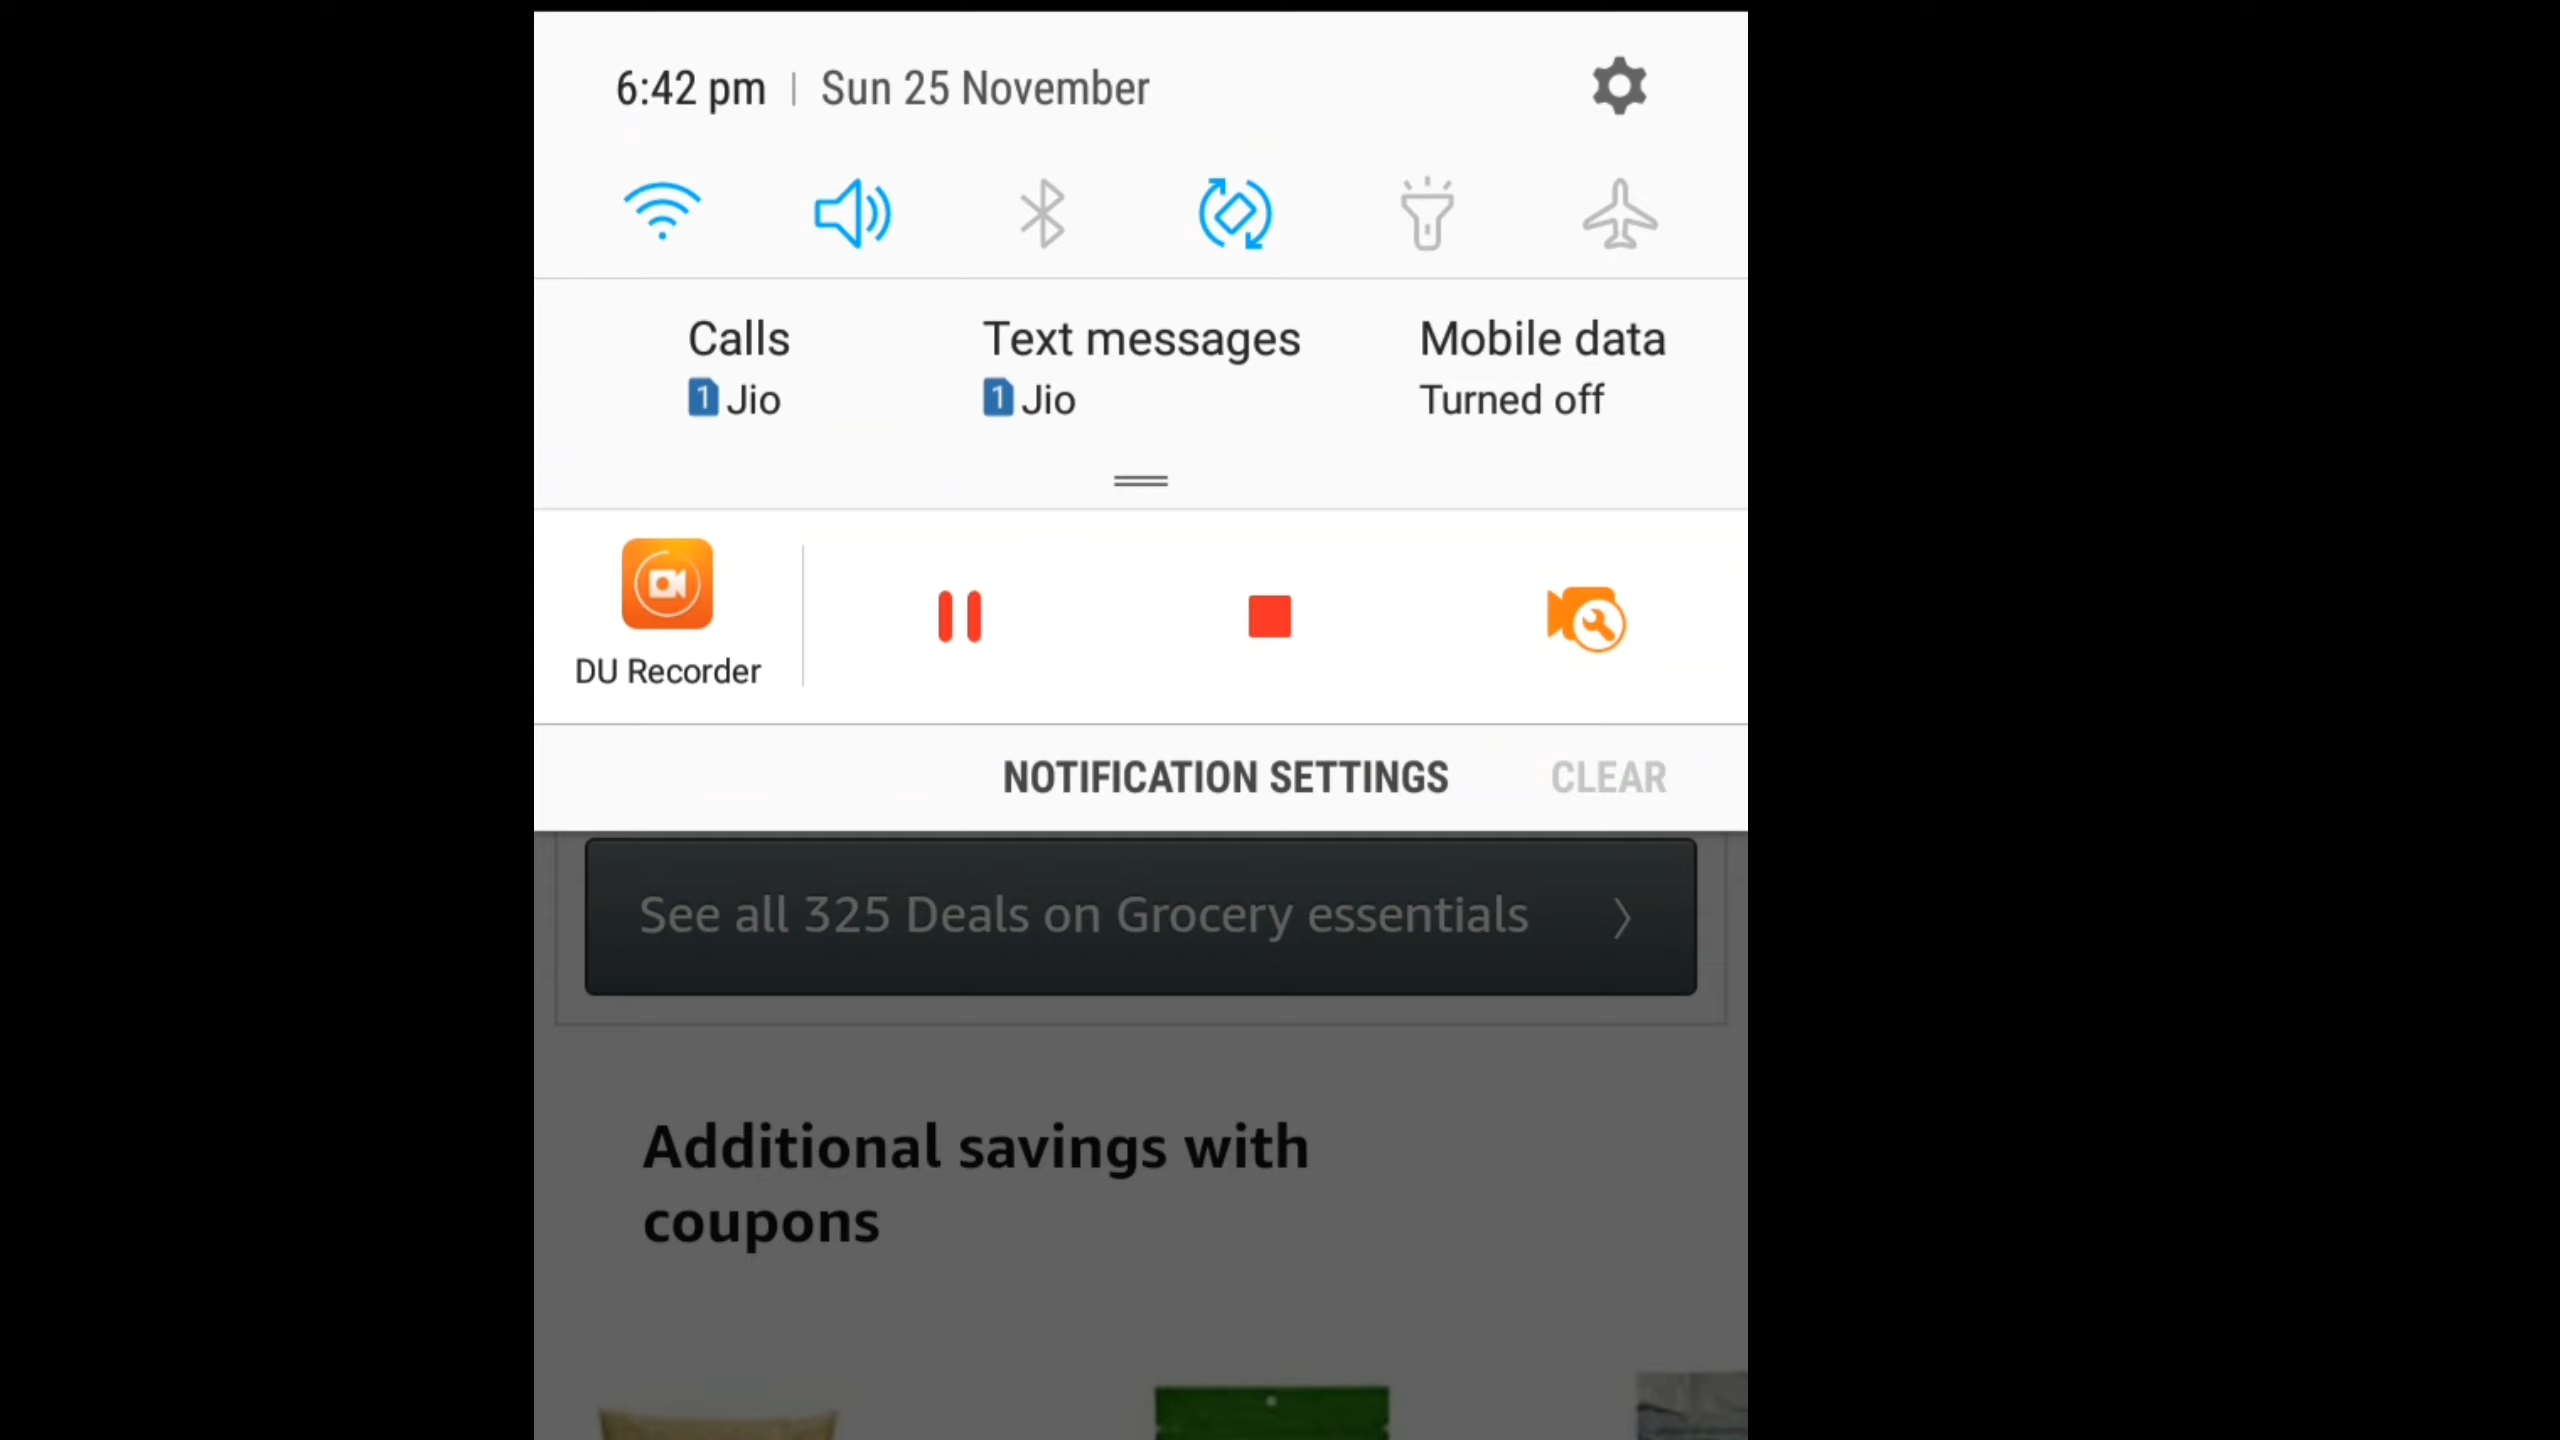 6:42 pm | Sun 25 November
Calls Text messages Mobile data
1 Jio 1 Jio Turned off
DU Recorder
NOTIFICATION SETTINGS CLEAR
See all 325 Deals on Grocery essentials
Additional savings with
coupons